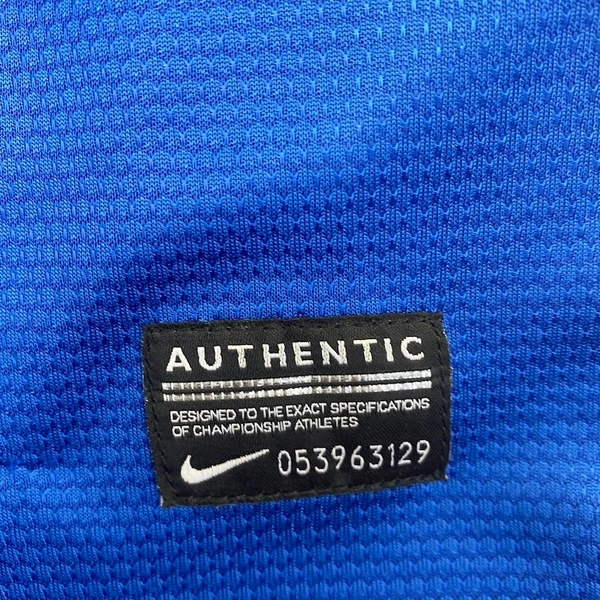 AUTHENTIC
DESIGNED TO THE EXACT SPECIFICATIONS
OF CHAMPIONSHIP ATHLETES
053963129